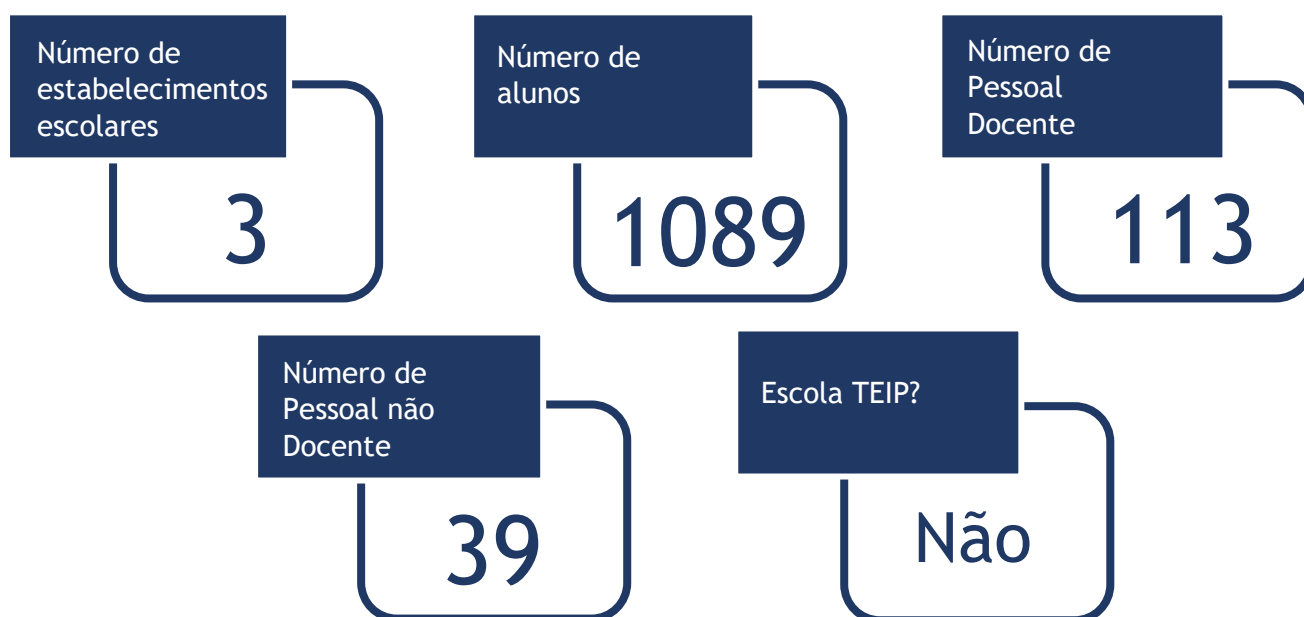 Número de
estabelecimentos
escolares
3
Número de
alunos
1089
Número de
Pessoal
Docente
113
Número de
Pessoal não
Docente
39
Escola TEIP?
Não